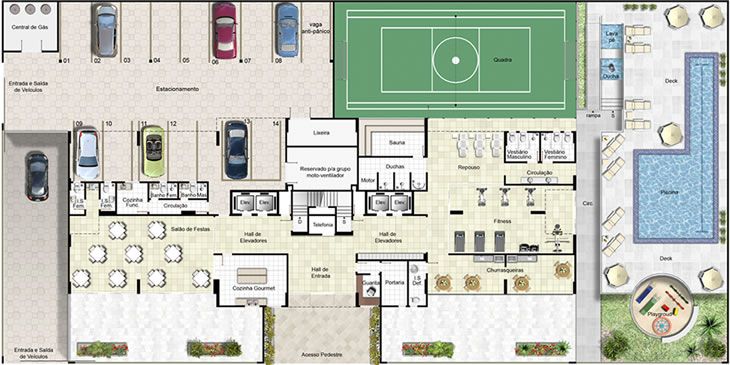 Central de Gás
vaga
anti-pânico
01
02
03
04
05
06
07
08
Quadra
Lava
pé
Ducha
Deck
rampa
S
Entrada e Saída
de Veículos
Estacionamento
09
10
11
12
13
14
Lixeira
Reservado p/a grupo
moto-ventilador
Sauna
Duchas
Motor
Repouso
Vestiário
Masculino
Vestiário
Feminino
Circulação
I.S
Fem.
Cozinha
Func.
Banho
Fem.
Banho
Mas.
Circulação
Elev.
Elev.
Elev.
Elev.
D
S
Telefonia
Piscina
Circ.
Fitness
Salão de Festas
Hall de
Elevadores
Hall de
Elevadores
Hall de
Entrada
Cozinha Gourmet
Guarita
Portaria
I.S
Def.
Churrasqueiras
Deck
Playground
Entrada e Saída
de Veículos
Acesso Pedestre